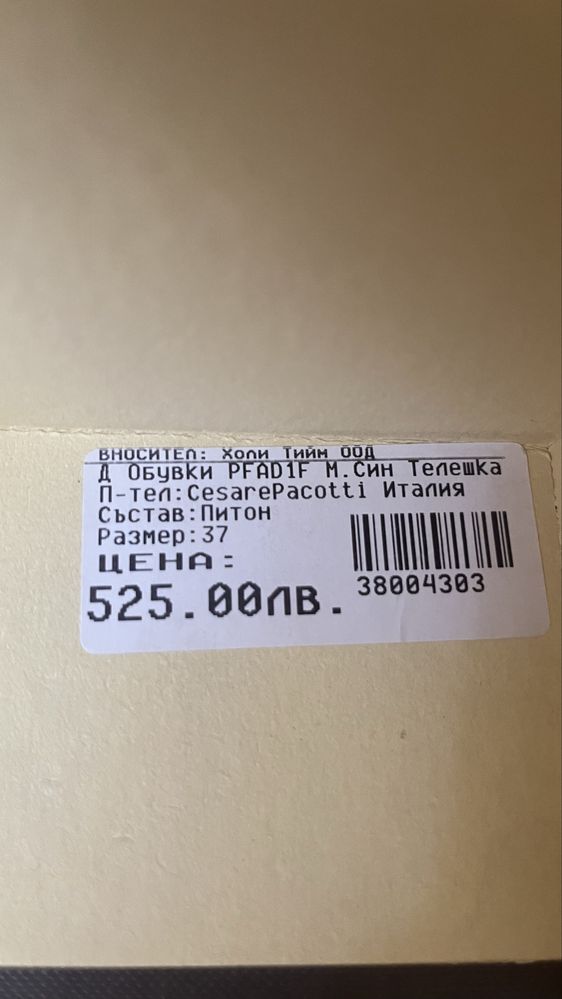 ВНОСИТЕЛ: Холи Тийм ООД
Д Обувки PFAD1F М.Син Телешка
П-тел:CesarePacotti Италия
Състав:Питон
Размер:37
ЦЕНА:
38004303
525.00лв.